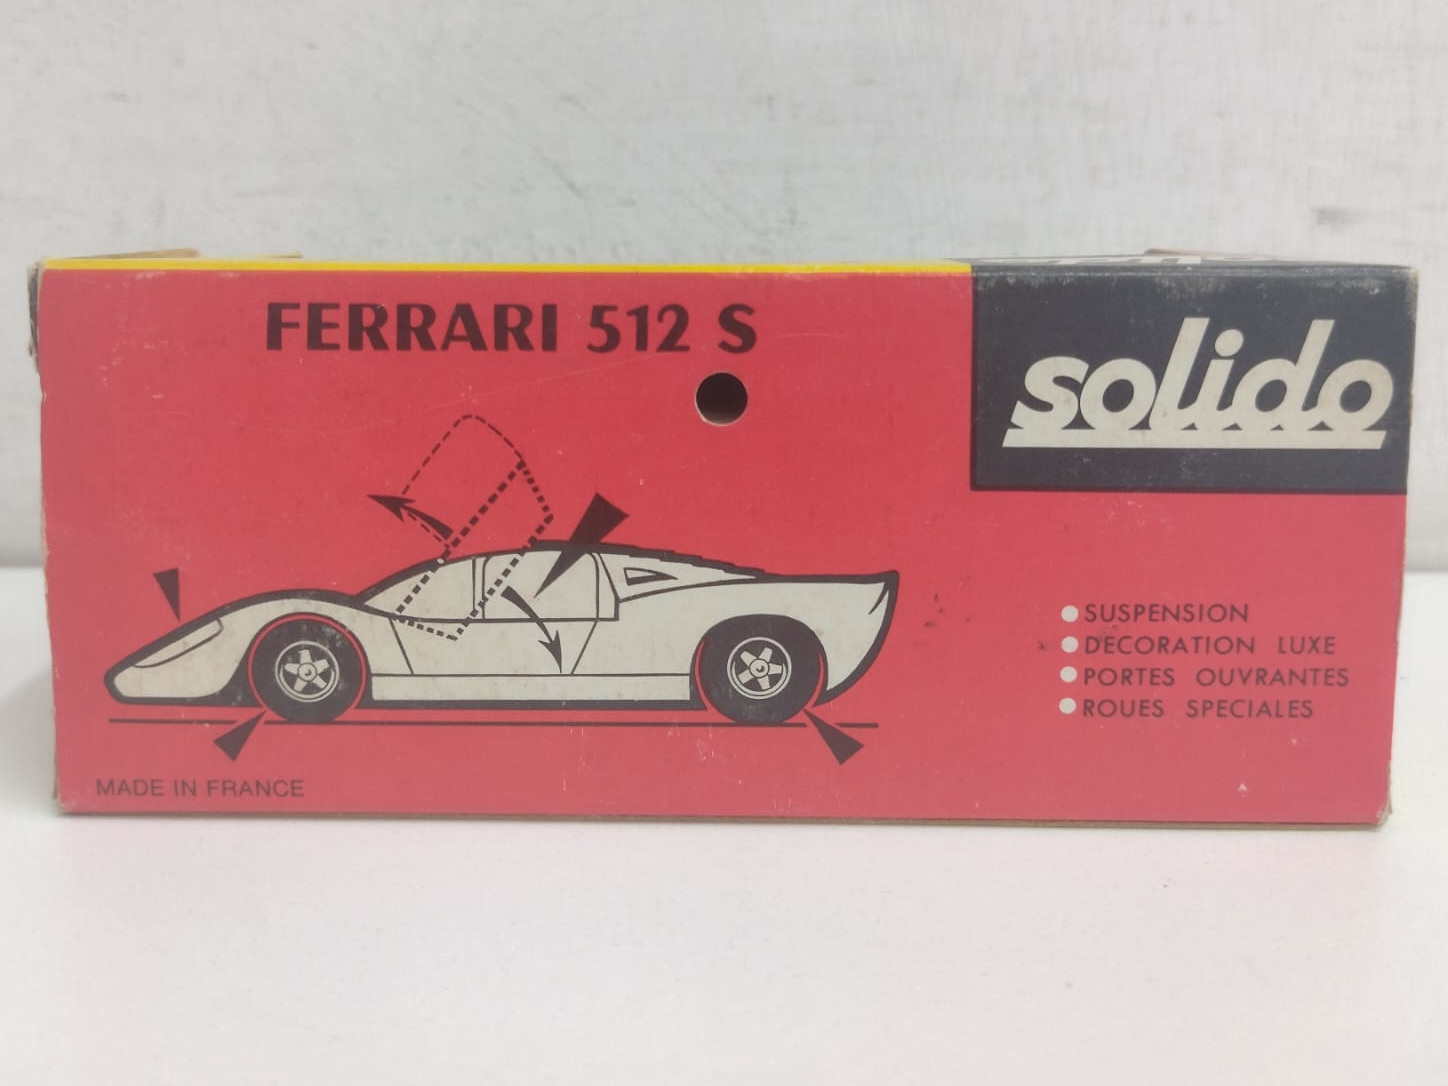 FERRARI 512 S
solido
SUSPENSION
DECORATION LUXE
PORTES OUVRANTES
ROUES SPECIALES
MADE IN FRANCE